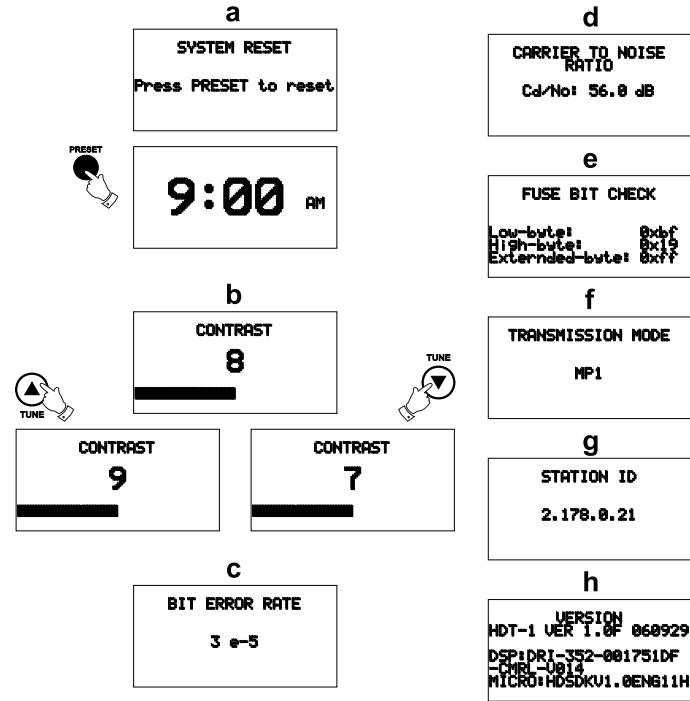 a
SYSTEM RESET
Press PRESET to reset
PRESET
9:00 AM
b
CONTRAST
8
TUNE
TUNE
CONTRAST
9
CONTRAST
7
c
BIT ERROR RATE
3 e-5
d
CARRIER TO NOISE
RATIO
Cd/No: 56.0 dB
e
FUSE BIT CHECK
Low-byte: 0xbf
High-byte: 0x19
Externded-byte: 0xff
f
TRANSMISSION MODE
MP1
g
STATION ID
2.178.0.21
h
VERSION
HDT-1 VER 1.0F 060929
DSP:DRI-352-001751DF
-CMRL-V014
MICRO:HDSDKV1.0ENG11H